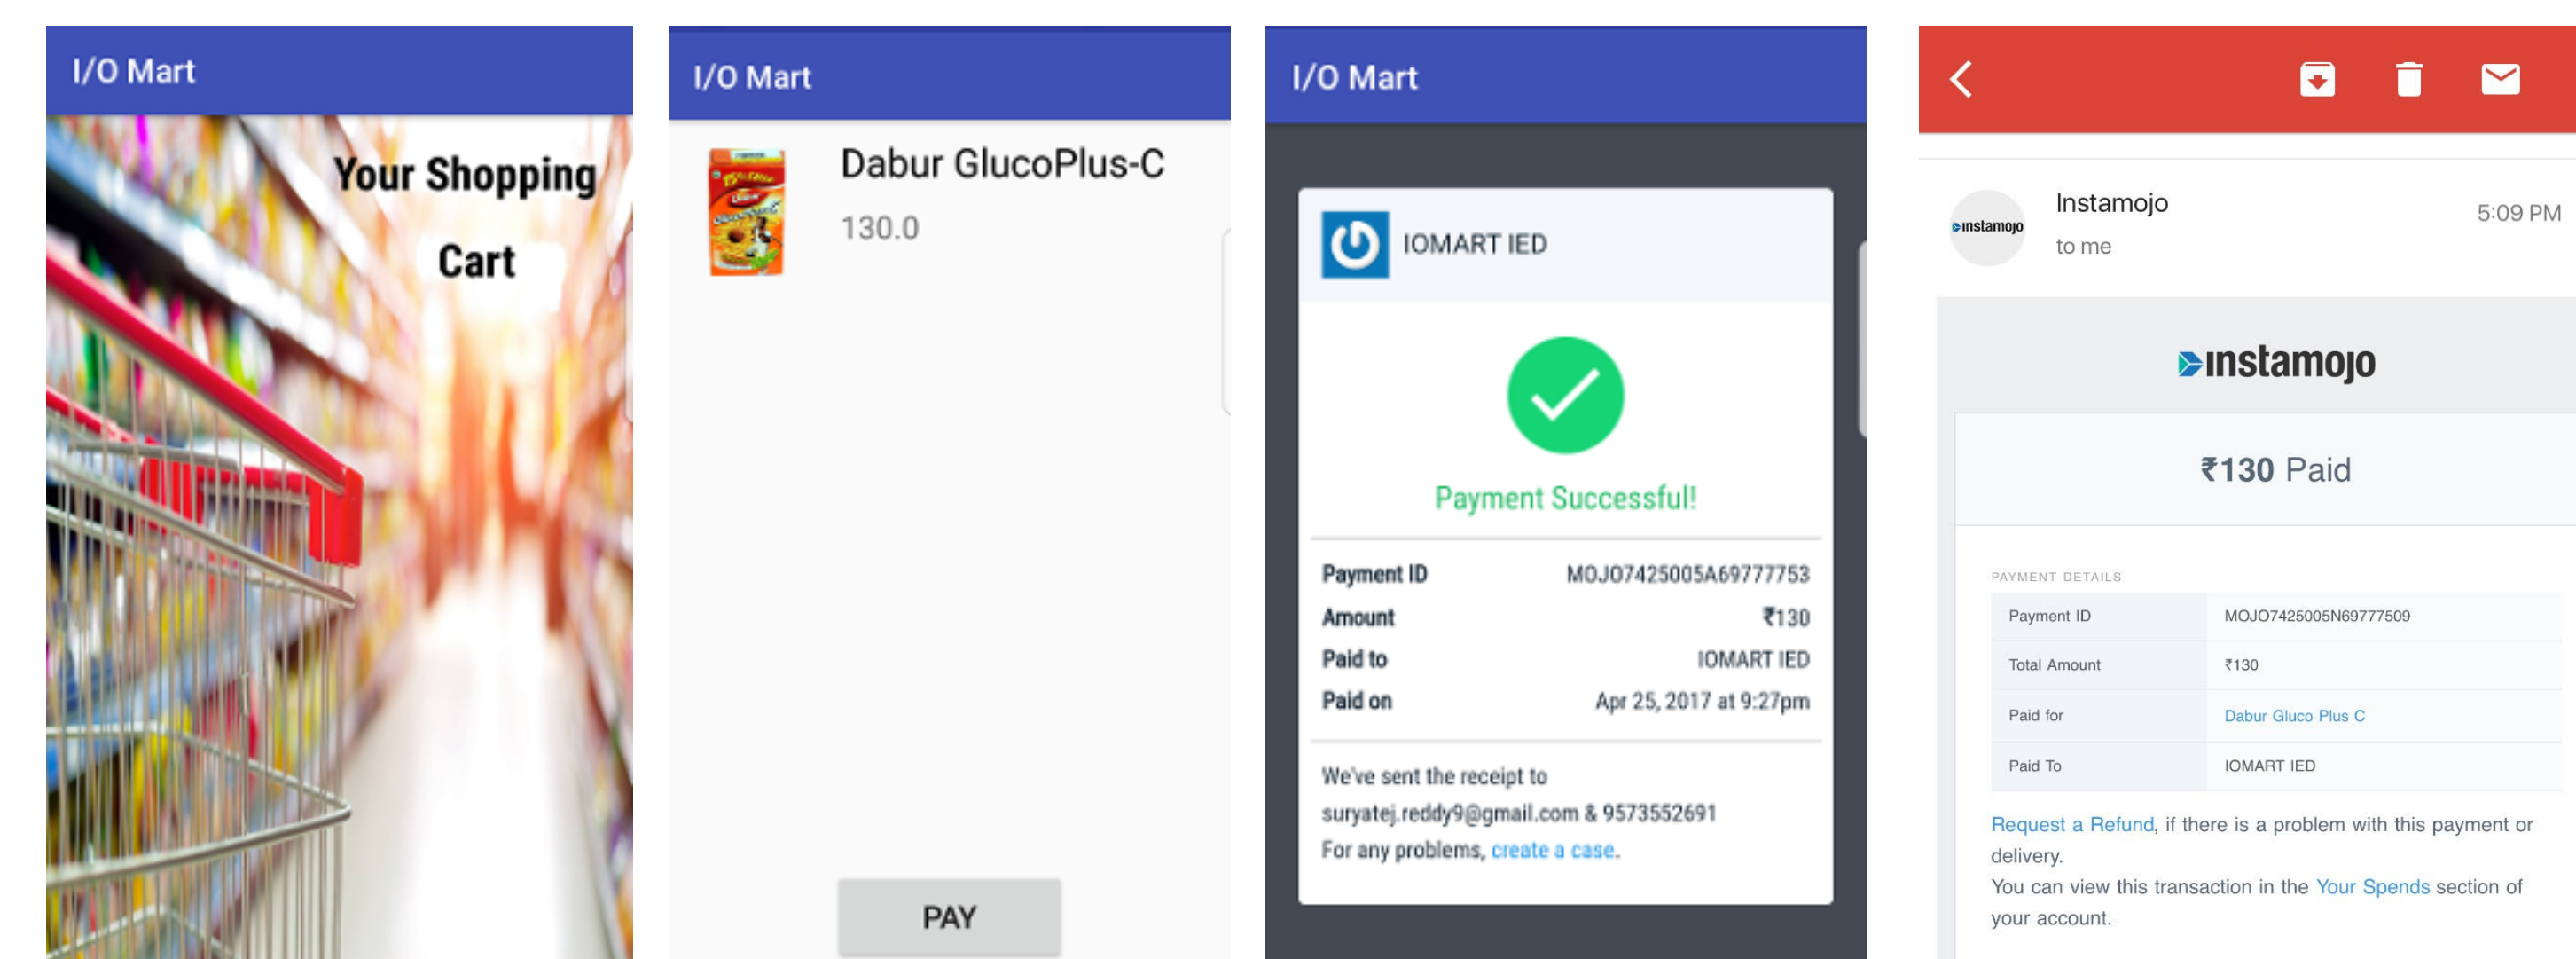 I/O Mart
Your Shopping
Cart
I/O Mart
Dabur GlucoPlus-C
130.0
PAY
I/O Mart
IOMART IED
Payment Successful!
Payment ID MOJO7425005A69777753
Amount ₹130
Paid to IOMART IED
Paid on Apr 25, 2017 at 9:27pm
We've sent the receipt to
suryatej.reddy9@gmail.com & 9573552691
For any problems, create a case.
instamojo
Instamojo
5:09 PM
to me
instamojo
₹130 Paid
PAYMENT DETAILS
Payment ID MOJO7425005N69777509
Total Amount ₹130
Paid for Dabur Gluco Plus C
Paid To IOMART IED
Request a Refund, if there is a problem with this payment or
delivery.
You can view this transaction in the Your Spends section of
your account.